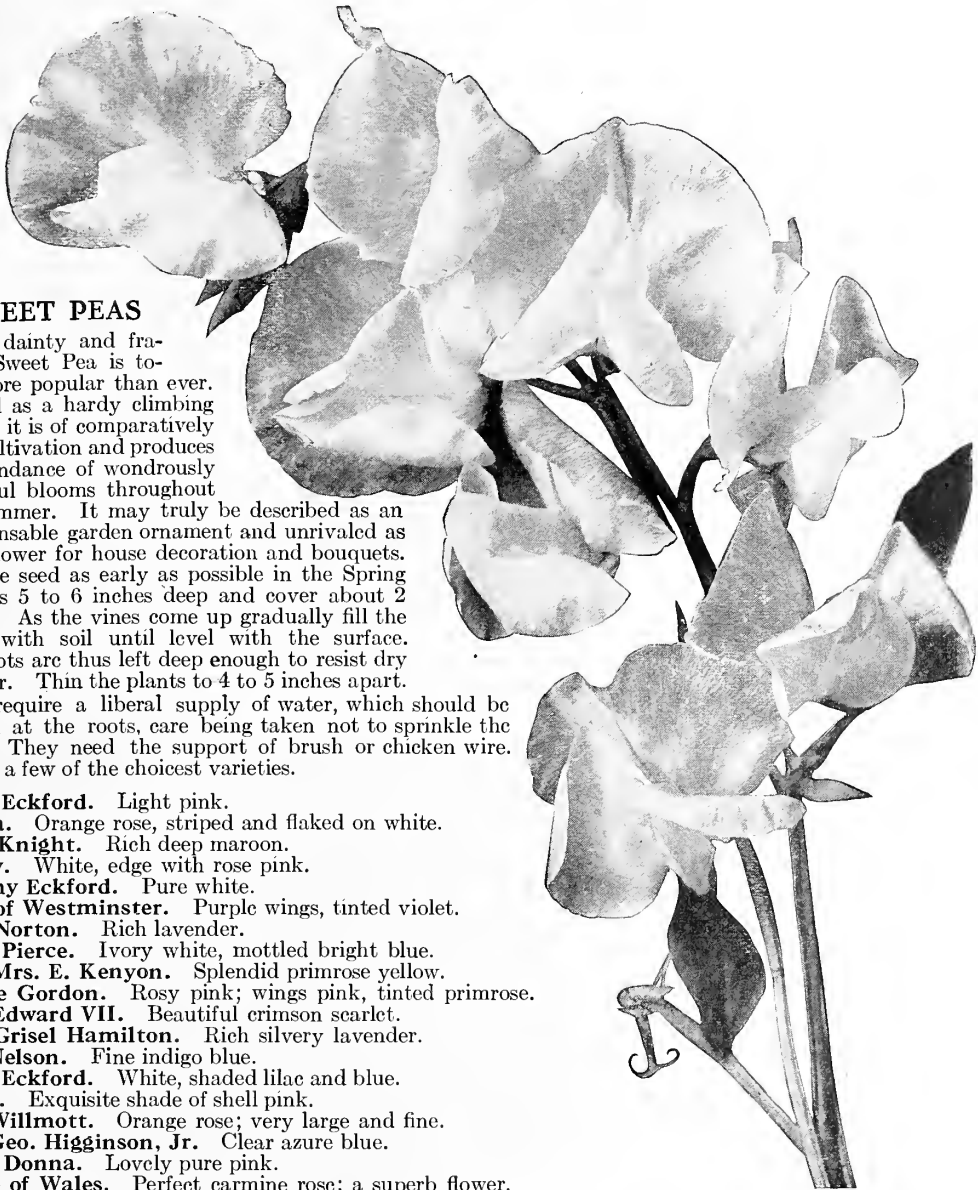 EET PEAS
dainty and fra-
Sweet Pea is to-
ore popular than ever.
as a hardy climbing
it is of comparatively
ltivation and produces
ndance of wondrously
ul blooms throughout
mmer. It may truly be described as an
nsable garden ornament and unrivaled as
lower for house decoration and bouquets.
e seed as early as possible in the Spring
s 5 to 6 inches deep and cover about 2
As the vines come up gradually fill the
with soil until level with the surface.
ots are thus left deep enough to resist dry
r. Thin the plants to 4 to 5 inches apart.
require a liberal supply of water, which should be
at the roots, care being taken not to sprinkle the
They need the support of brush or chicken wire.
a few of the choicest varieties.
Eckford. Light pink.
a. Orange rose, striped and flaked on white.
Knight. Rich deep maroon.
y. White, edge with rose pink.
hy Eckford. Pure white.
of Westminster. Purple wings, tinted violet.
Norton. Rich lavender.
Pierce. Ivory white, mottled bright blue.
Mrs. E. Kenyon. Splendid primrose yellow.
e Gordon. Rosy pink; wings pink, tinted primrose.
Edward VII. Beautiful crimson scarlet.
Grisel Hamilton. Rich silvery lavender.
Nelson. Fine indigo blue.
Eckford. White, shaded lilac and blue.
. Exquisite shade of shell pink.
Willmott. Orange rose; very large and fine.
Geo. Higginson, Jr. Clear azure blue.
Donna. Lovely pure pink.
of Wales. Perfect carmine rose; a superb flower.